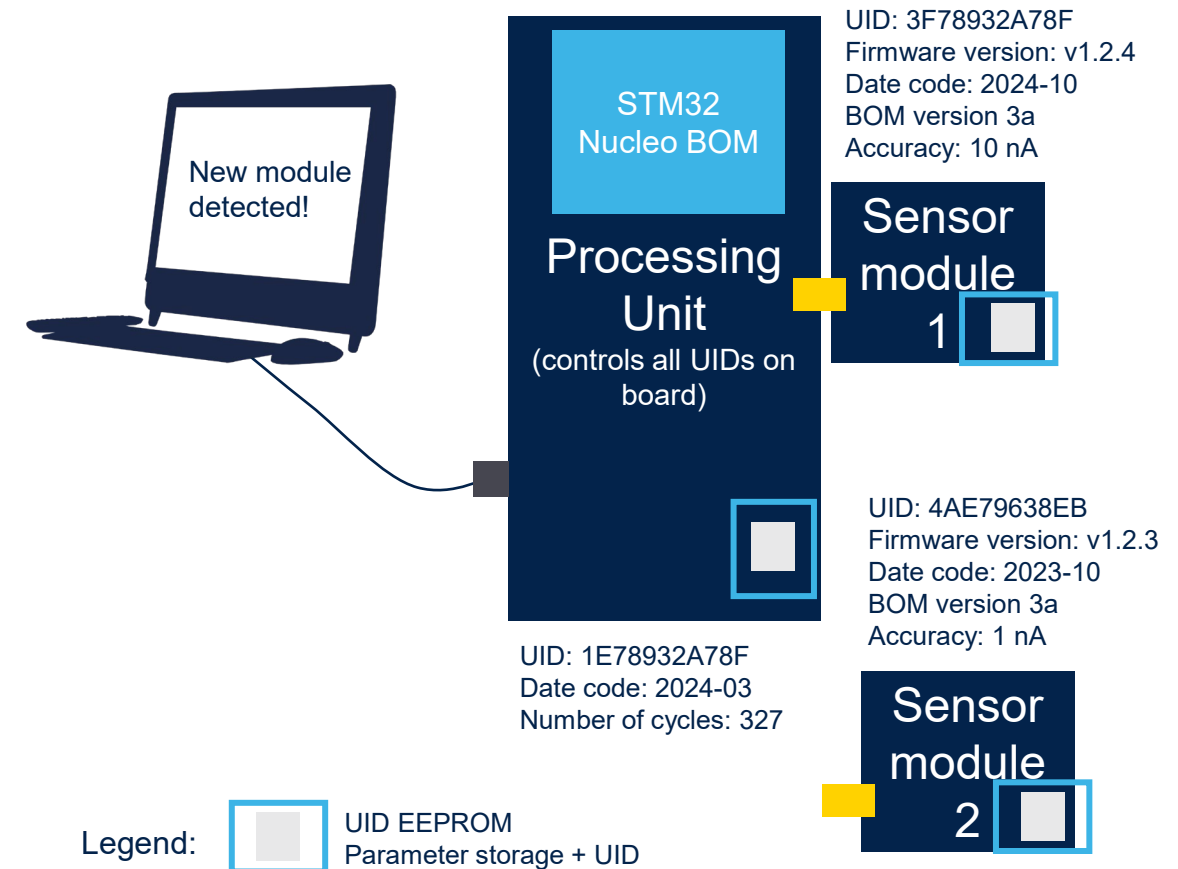 New module
detected!
STM32
Nucleo BOM
Processing
Unit
(controls all UIDs on
board)
UID: 3F78932A78F
Firmware version: v1.2.4
Date code: 2024-10
BOM version 3a
Accuracy: 10 nA
Sensor
module
1
UID: 4AE79638EB
Firmware version: v1.2.3
Date code: 2023-10
BOM version 3a
Accuracy: 1 nA
UID: 1E78932A78F
Date code: 2024-03
Number of cycles: 327
Sensor
module
2
Legend:
UID EEPROM
Parameter storage + UID